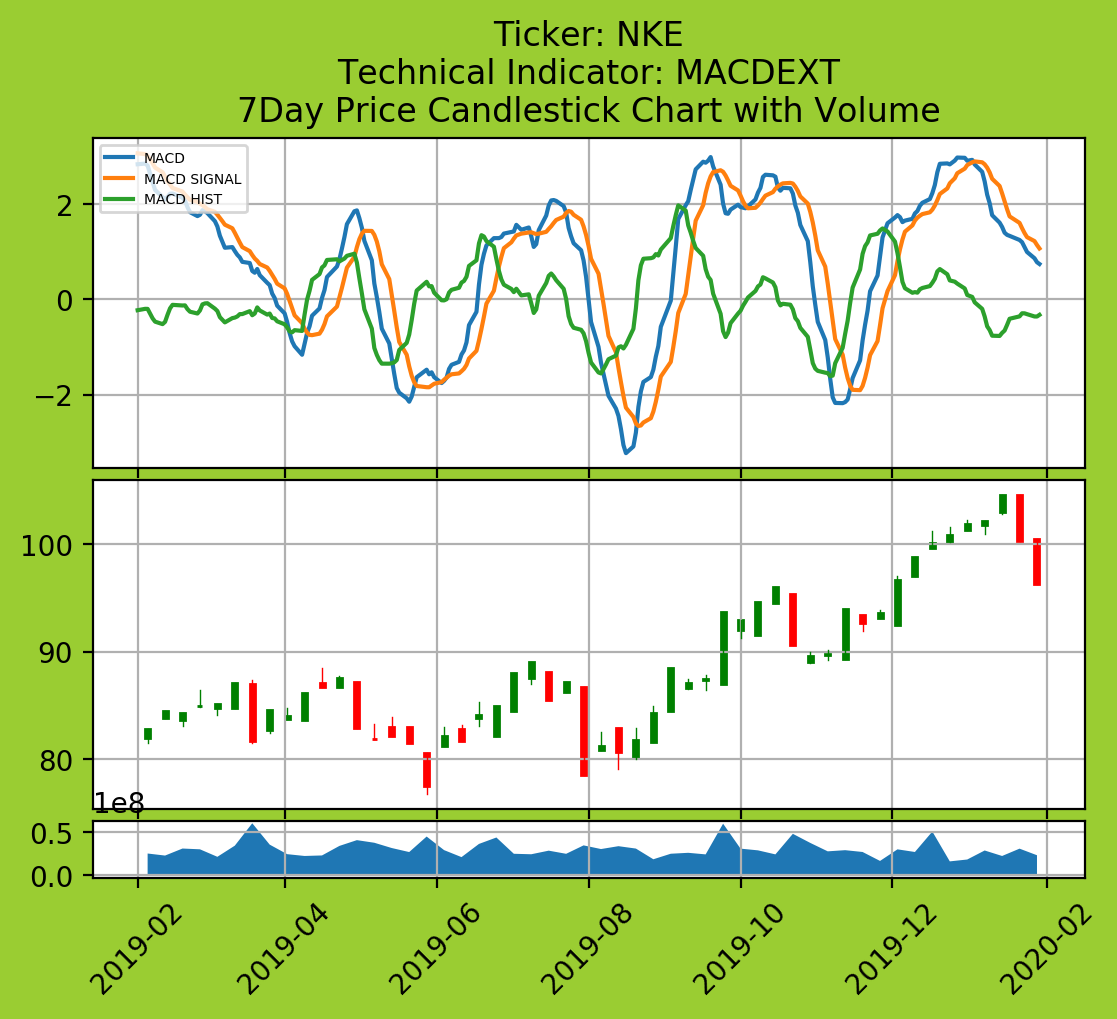 Ticker: NKE
Technical Indicator: MACDEXT
7Day Price Candlestick Chart with Volume
MACD
MACD SIGNAL
MACD HIST
2
0
−2
100
90
80
1e8
0.5
0.0
2019-02
2019-04
2019-06
2019-08
2019-10
2019-12
2020-02